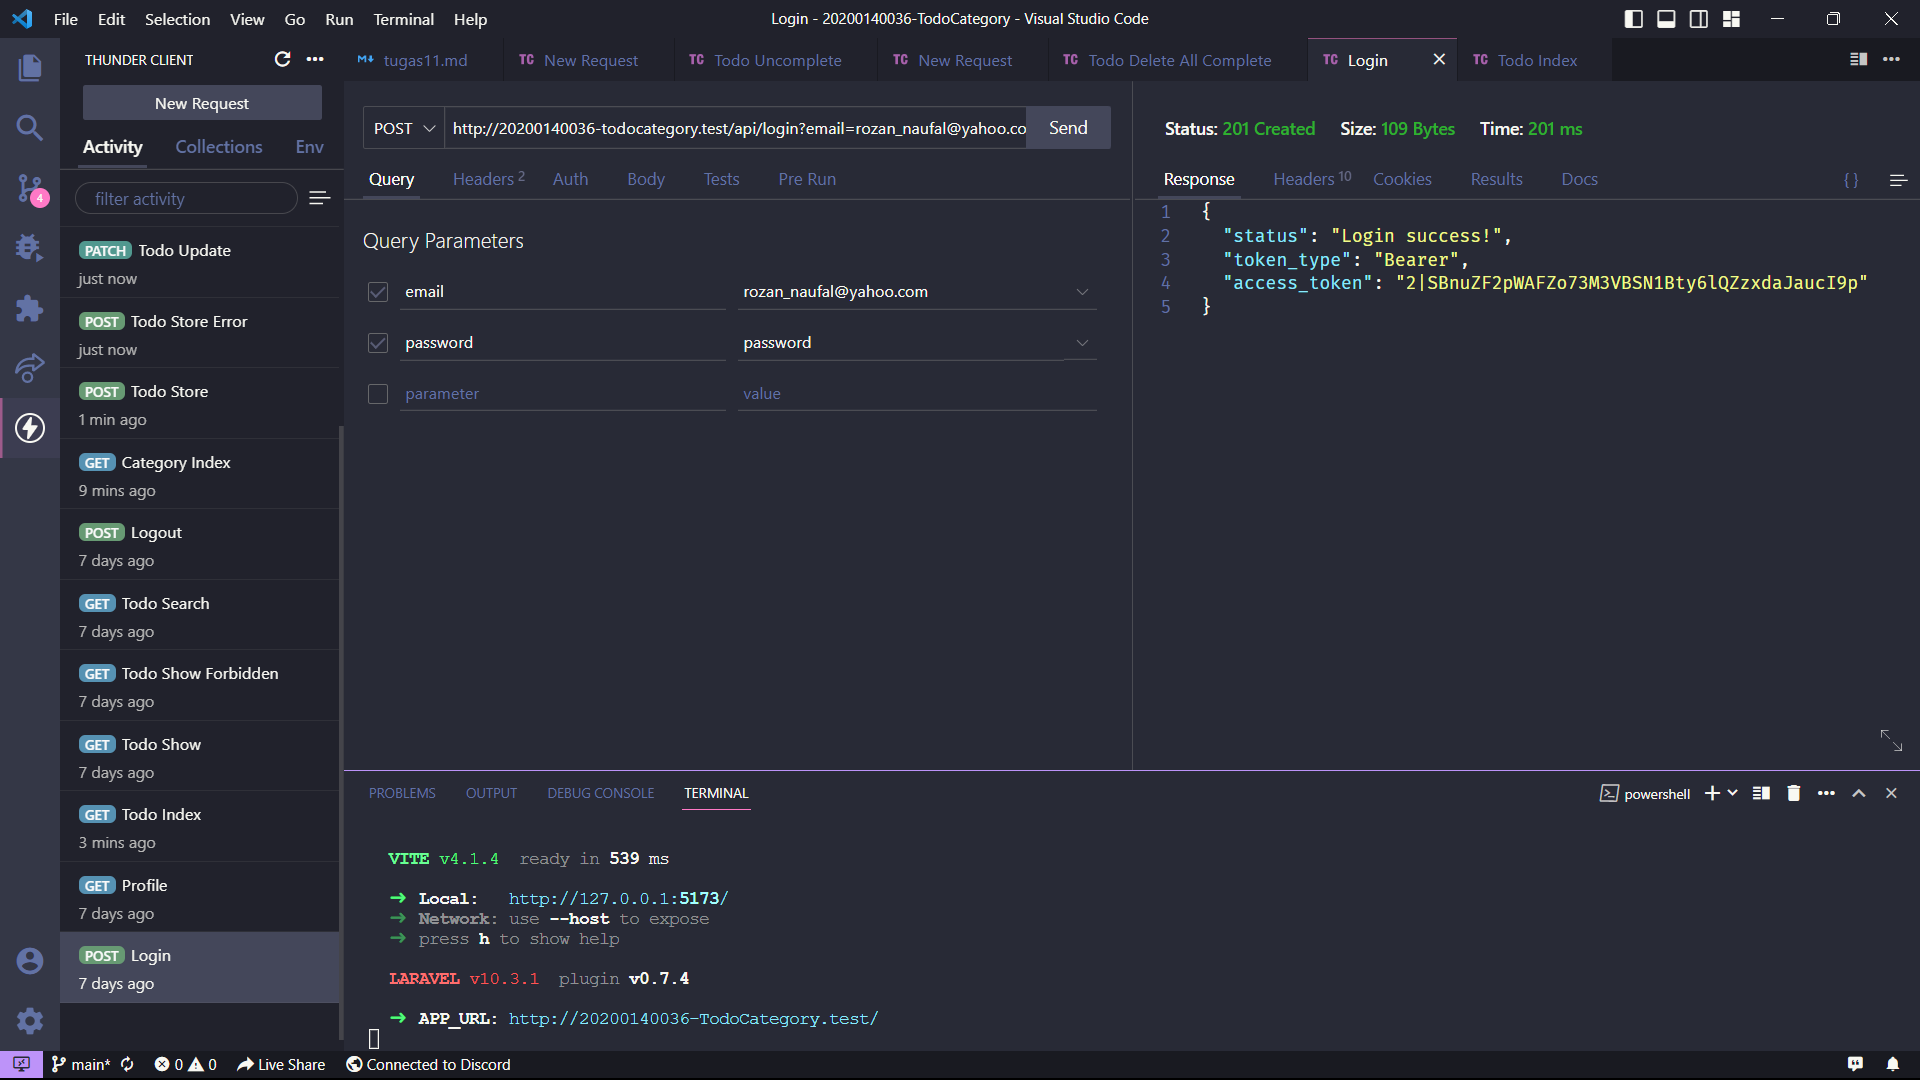 File Edit Selection View Go Run Terminal Help
Login - 20200140036-TodoCategory - Visual Studio Code
THUNDER CLIENT
tugas11.md
TC New Request
TC Todo Uncomplete
TC New Request
TC Todo Delete All Complete
TC Login
TC Todo Index
New Request
Activity Collections Env
filter activity
4
PATCH Todo Update
just now
POST Todo Store Error
just now
POST Todo Store
1 min ago
GET Category Index
9 mins ago
POST Logout
7 days ago
GET Todo Search
7 days ago
GET Todo Show Forbidden
7 days ago
GET Todo Show
7 days ago
GET Todo Index
3 mins ago
GET Profile
7 days ago
POST Login
7 days ago
POST http://20200140036-todocategory.test/api/login?email=rozan_naufal@yahoo.co Send
Query Headers 2 Auth Body Tests Pre Run
Query Parameters
email rozan_naufal@yahoo.com
password password
parameter value
Status: 201 Created Size: 109 Bytes Time: 201 ms
Response Headers 10 Cookies Results Docs { }
1 {
2 "status": "Login success!",
3 "token_type": "Bearer",
4 "access_token": "2|SBnuZF2pWAFZo73M3VBSN1Bty6lQZzxdaJaucI9p"
5 }
PROBLEMS OUTPUT DEBUG CONSOLE TERMINAL
powershell
VITE v4.1.4 ready in 539 ms
➜ Local: http://127.0.0.1:5173/
➜ Network: use --host to expose
➜ press h to show help
LARAVEL v10.3.1 plugin v0.7.4
➜ APP_URL: http://20200140036-TodoCategory.test/
main* 0 0 Live Share Connected to Discord